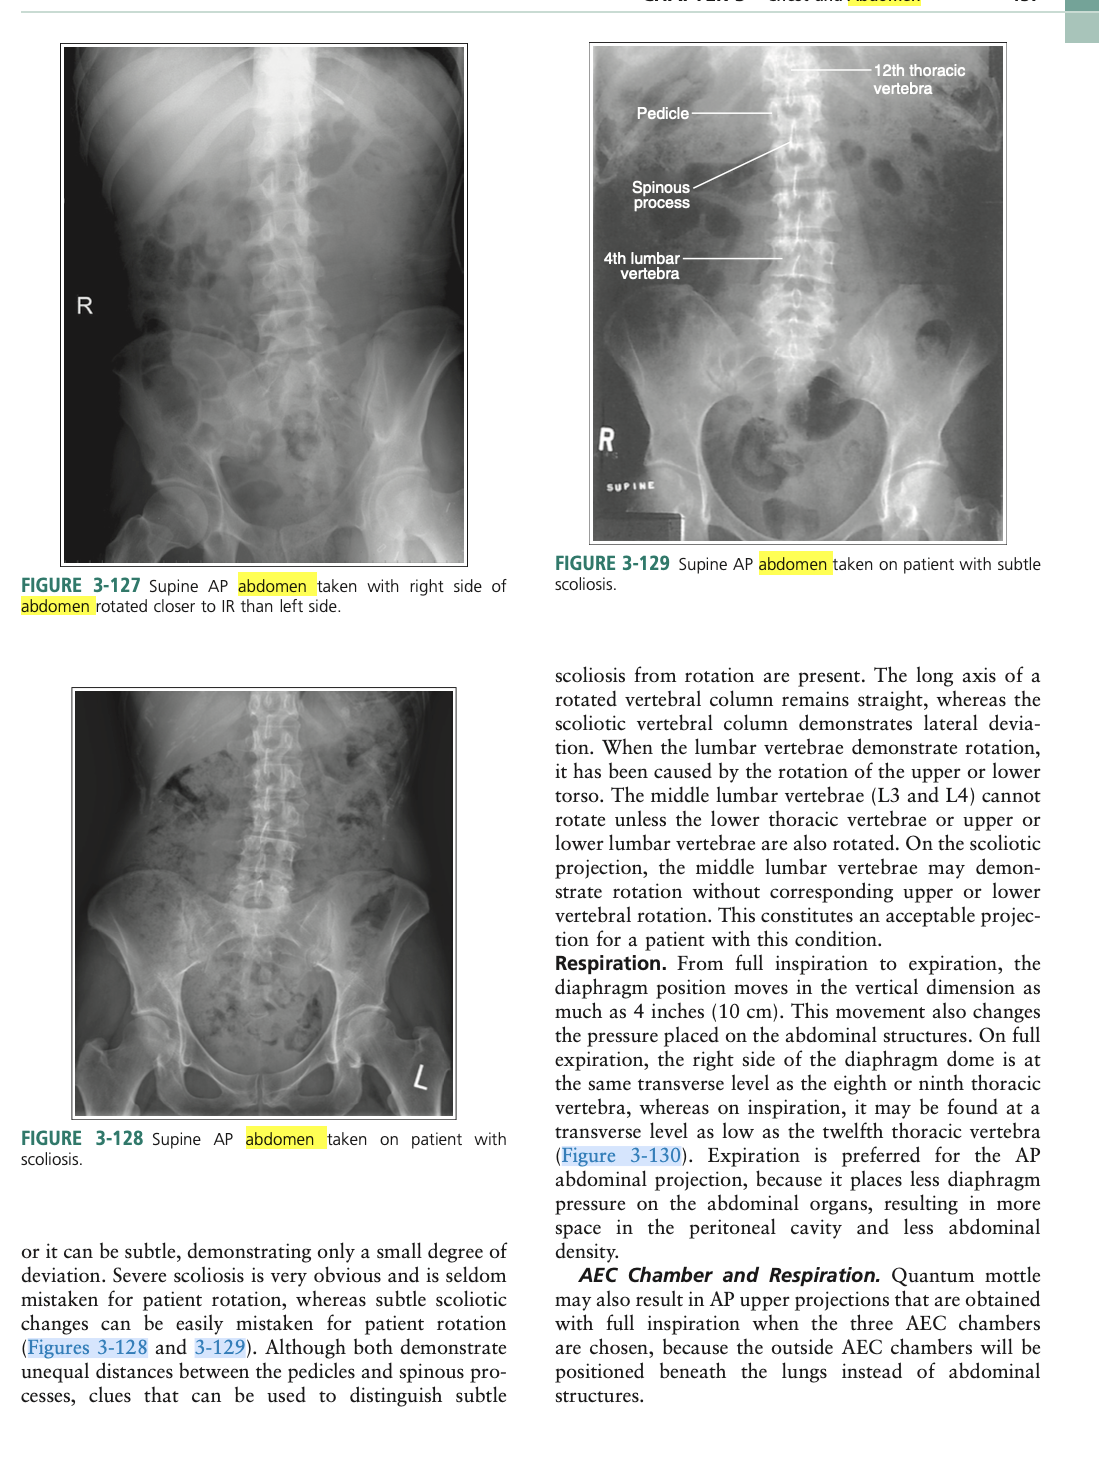 CHAPTER 3 Chest and Abdomen
R
FIGURE 3-127 Supine AP abdomen taken with right side of
abdomen rotated closer to IR than left side.
L
FIGURE 3-128 Supine AP abdomen taken on patient with
scoliosis.
or it can be subtle, demonstrating only a small degree of
deviation. Severe scoliosis is very obvious and is seldom
mistaken for patient rotation, whereas subtle scoliotic
changes can be easily mistaken for patient rotation
(Figures 3-128 and 3-129). Although both demonstrate
unequal distances between the pedicles and spinous pro-
cesses, clues that can be used to distinguish subtle
12th thoracic
vertebra
Pedicle
Spinous
process
4th lumbar
vertebra
R
SUPINE
FIGURE 3-129 Supine AP abdomen taken on patient with subtle
scoliosis.
scoliosis from rotation are present. The long axis of a
rotated vertebral column remains straight, whereas the
scoliotic vertebral column demonstrates lateral devia-
tion. When the lumbar vertebrae demonstrate rotation,
it has been caused by the rotation of the upper or lower
torso. The middle lumbar vertebrae (L3 and L4) cannot
rotate unless the lower thoracic vertebrae or upper or
lower lumbar vertebrae are also rotated. On the scoliotic
projection, the middle lumbar vertebrae may demon-
strate rotation without corresponding upper or lower
vertebral rotation. This constitutes an acceptable projec-
tion for a patient with this condition.
Respiration. From full inspiration to expiration, the
diaphragm position moves in the vertical dimension as
much as 4 inches (10 cm). This movement also changes
the pressure placed on the abdominal structures. On full
expiration, the right side of the diaphragm dome is at
the same transverse level as the eighth or ninth thoracic
vertebra, whereas on inspiration, it may be found at a
transverse level as low as the twelfth thoracic vertebra
(Figure 3-130). Expiration is preferred for the AP
abdominal projection, because it places less diaphragm
pressure on the abdominal organs, resulting in more
space in the peritoneal cavity and less abdominal
density.
AEC Chamber and Respiration. Quantum mottle
may also result in AP upper projections that are obtained
with full inspiration when the three AEC chambers
are chosen, because the outside AEC chambers will be
positioned beneath the lungs instead of abdominal
structures.